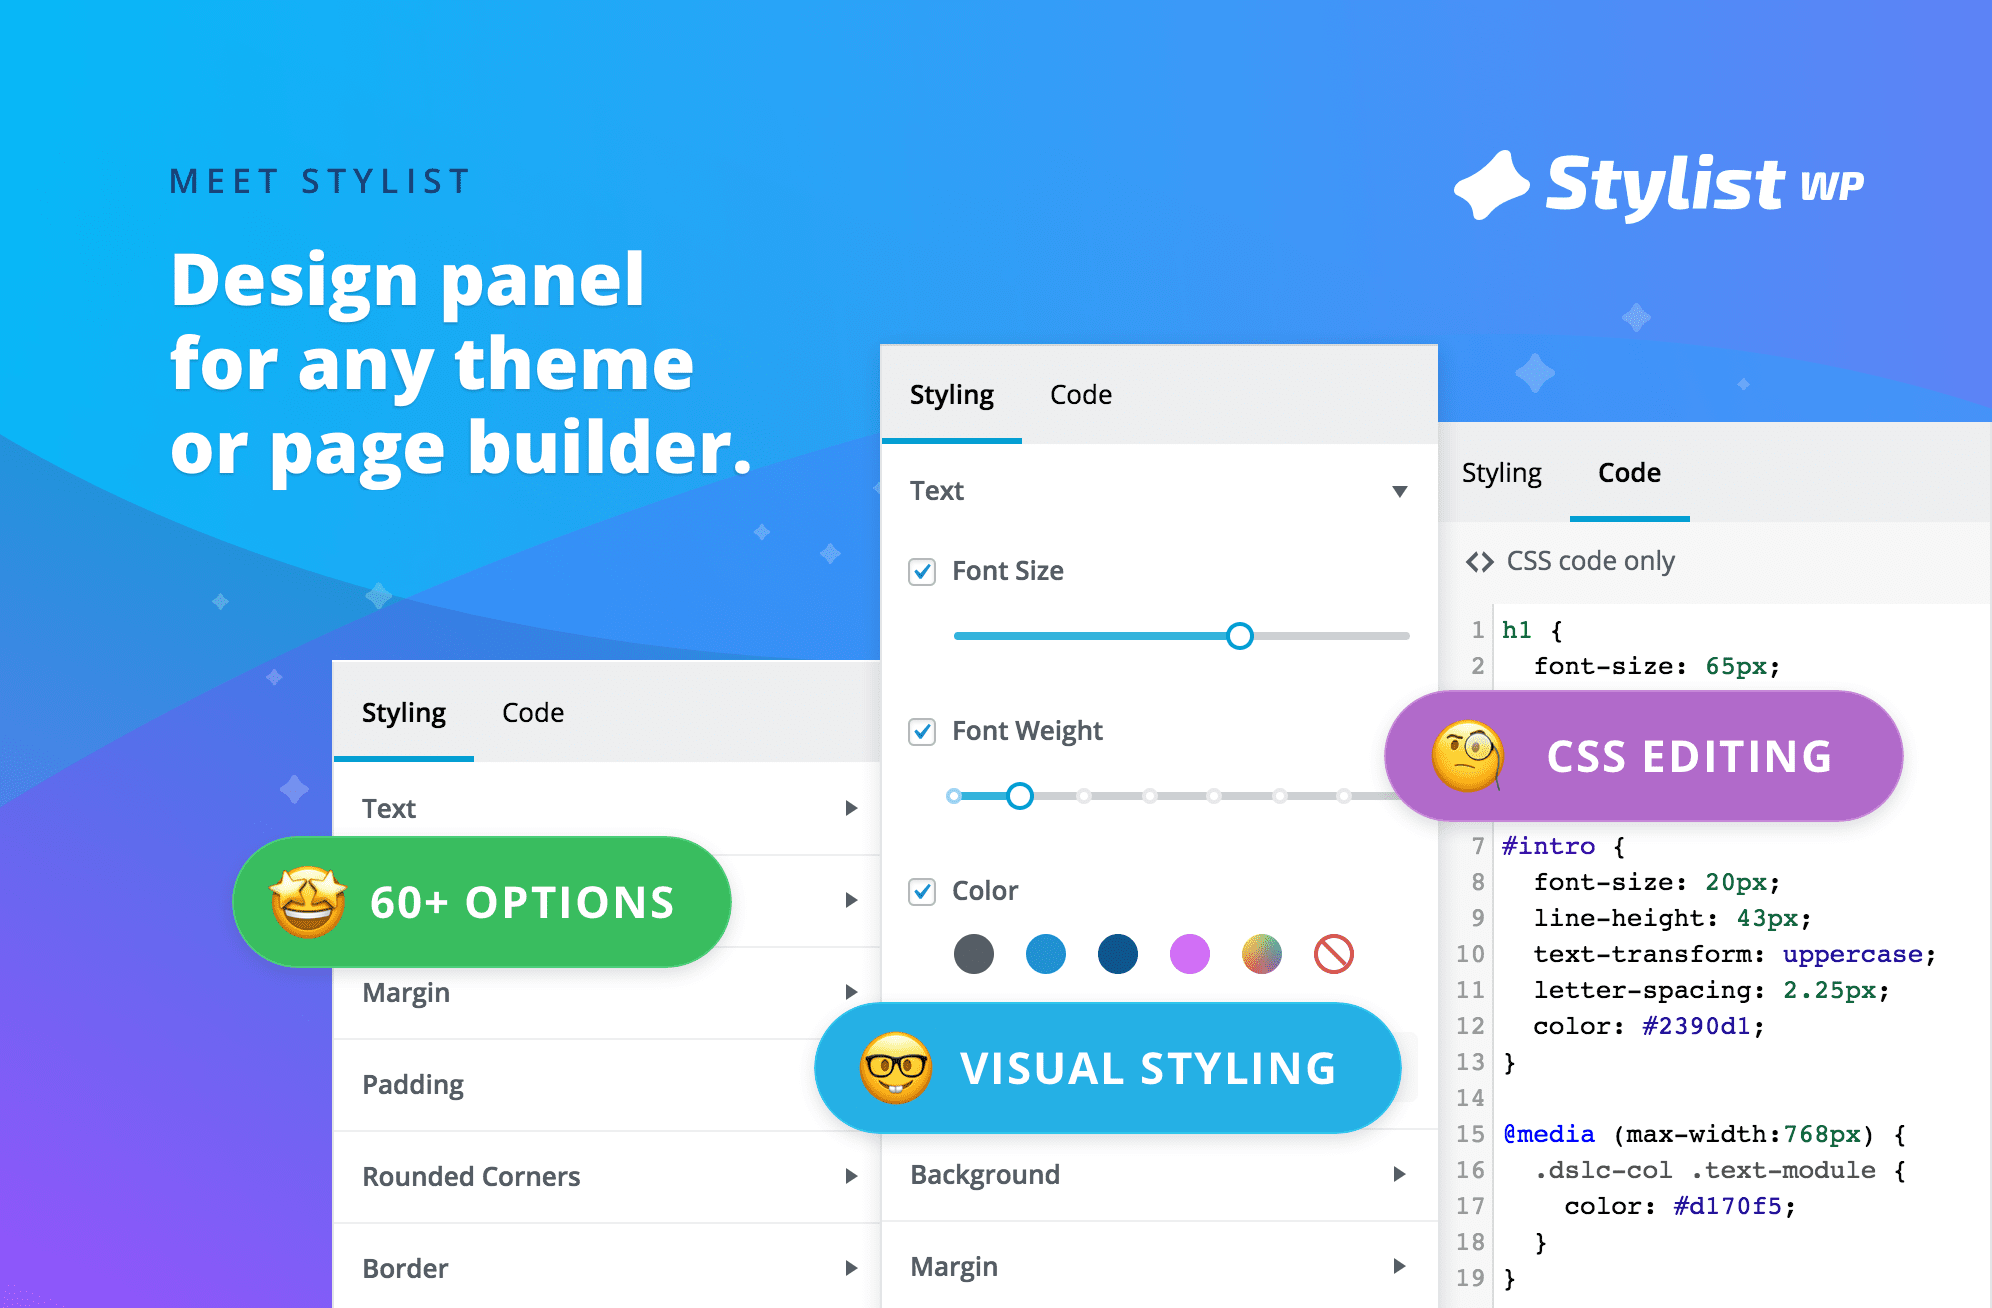 MEET STYLIST
Design panel
for any theme
or page builder.
Stylist WP
Styling Code
Text
60+ OPTIONS
Margin
Padding
Rounded Corners
Border
Styling Code
Text
Font Size
Font Weight
Color
VISUAL STYLING
Background
Margin
Styling Code
<> CSS code only
1 h1 {
2 font-size: 65px;
CSS EDITING
7 #intro {
8 font-size: 20px;
9 line-height: 43px;
10 text-transform: uppercase;
11 letter-spacing: 2.25px;
12 color: #2390d1;
13 }
14
15 @media (max-width:768px) {
16 .dslc-col .text-module {
17 color: #d170f5;
18 }
19 }